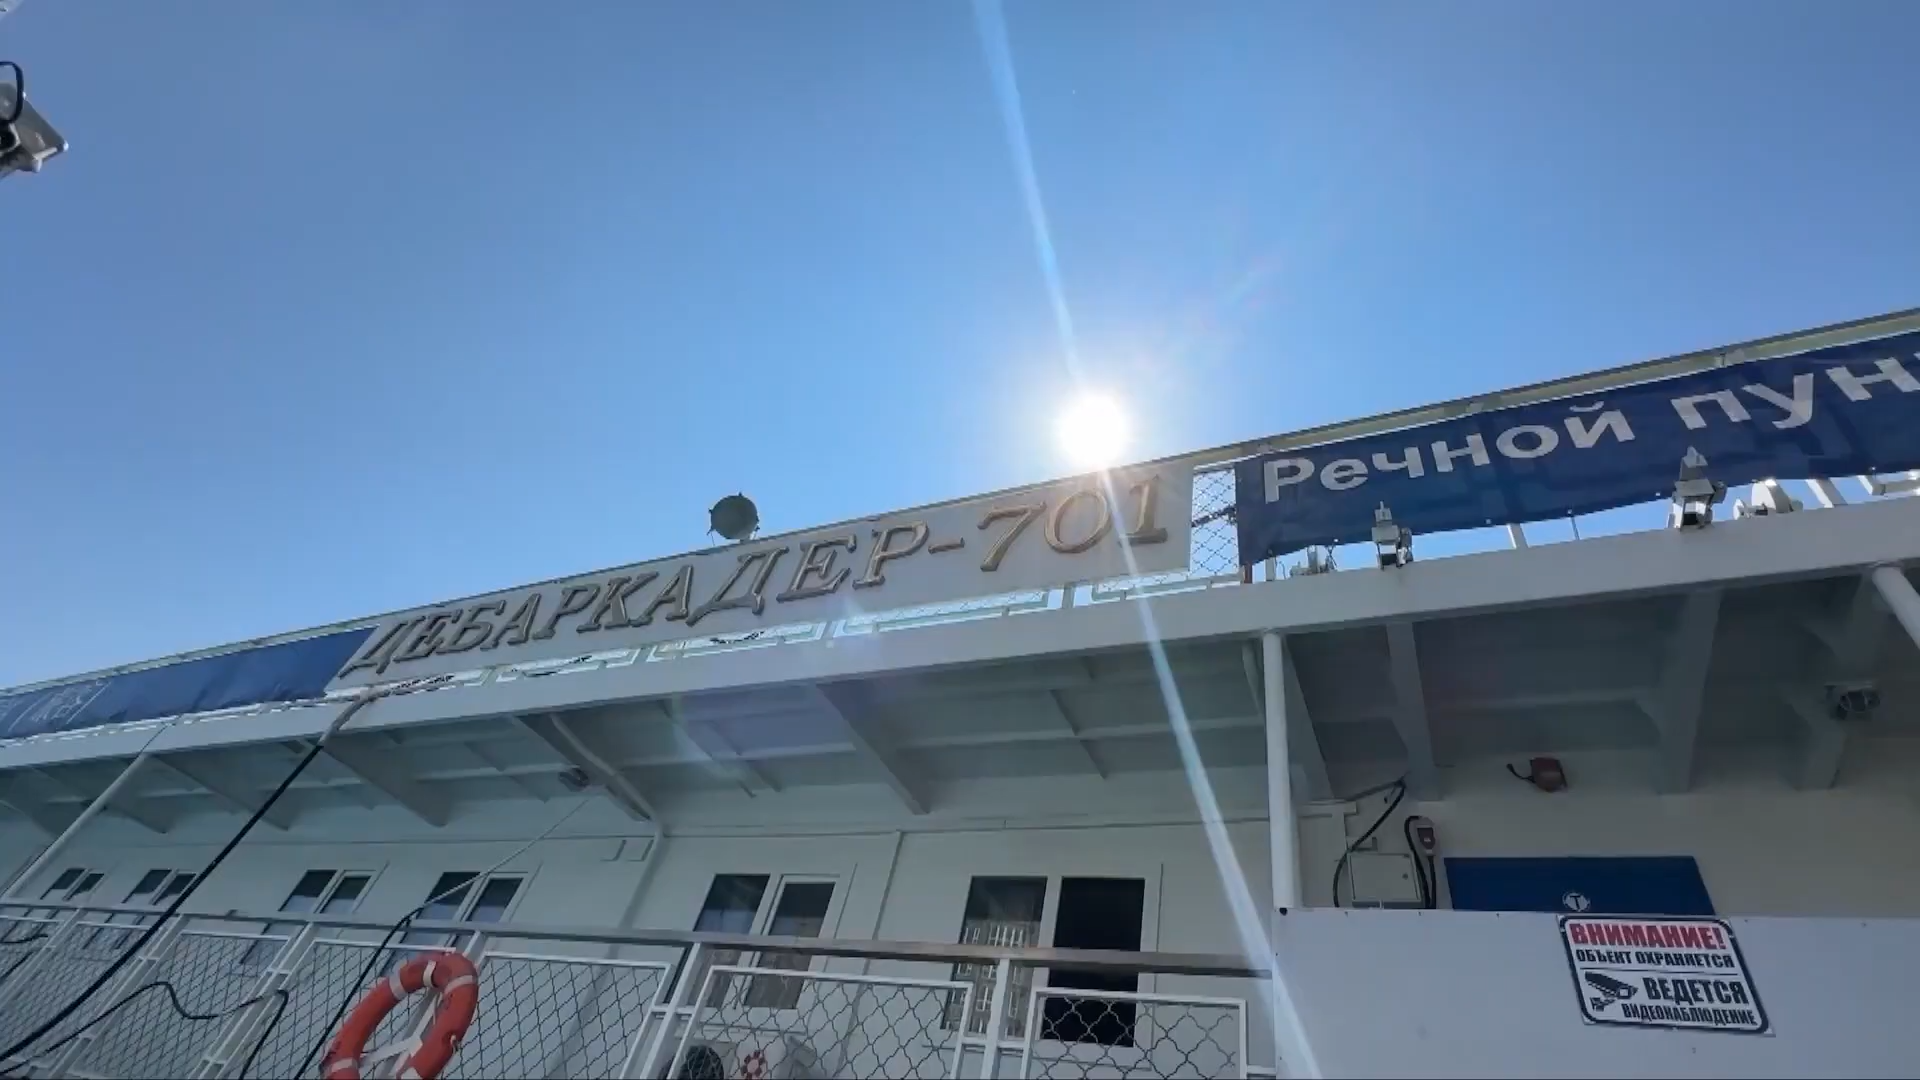 ДЕБАРКАДЕР-701
Речной пун
ВНИМАНИЕ!
ОБЪЕКТ ОХРАНЯЕТСЯ
ВЕДЕТСЯ
ВИДЕОНАБЛЮДЕНИЕ